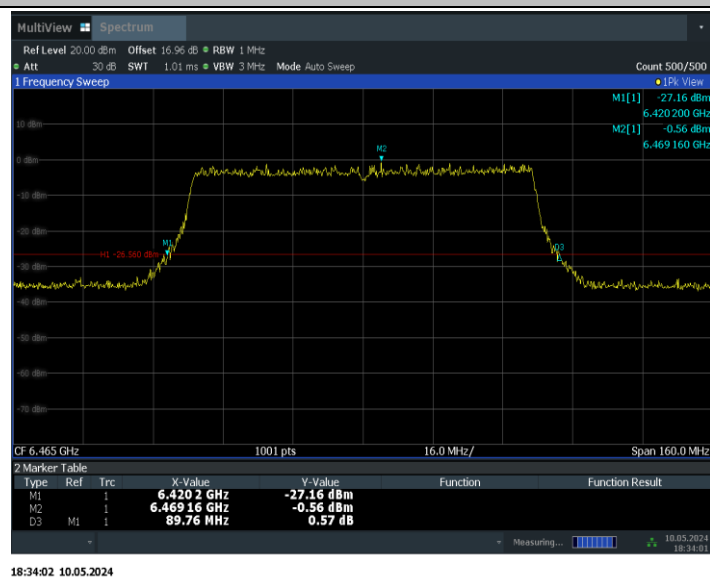 MultiView Spectrum
Ref Level 20.00 dBm Offset 16.96 dB RBW 1 MHz
Att 30 dB SWT 1.01 ms VBW 3 MHz Mode Auto Sweep Count 500/500
1 Frequency Sweep 1Pk View
M1[1] -27.16 dBm
6.420 200 GHz
M2[1] -0.56 dBm
6.469 160 GHz
10 dBm
M2
0 dBm
-10 dBm
-20 dBm
M1
D3
H1 -26.560 dBm
-30 dBm
-40 dBm
-50 dBm
-60 dBm
-70 dBm
CF 6.465 GHz 1001 pts 16.0 MHz/ Span 160.0 MHz
2 Marker Table
Type Ref Trc X-Value Y-Value Function Function Result
M1 1 6.420 2 GHz -27.16 dBm
M2 1 6.469 16 GHz -0.56 dBm
D3 M1 1 89.76 MHz 0.57 dB
Measuring... 10.05.2024
18:34:01
18:34:02 10.05.2024